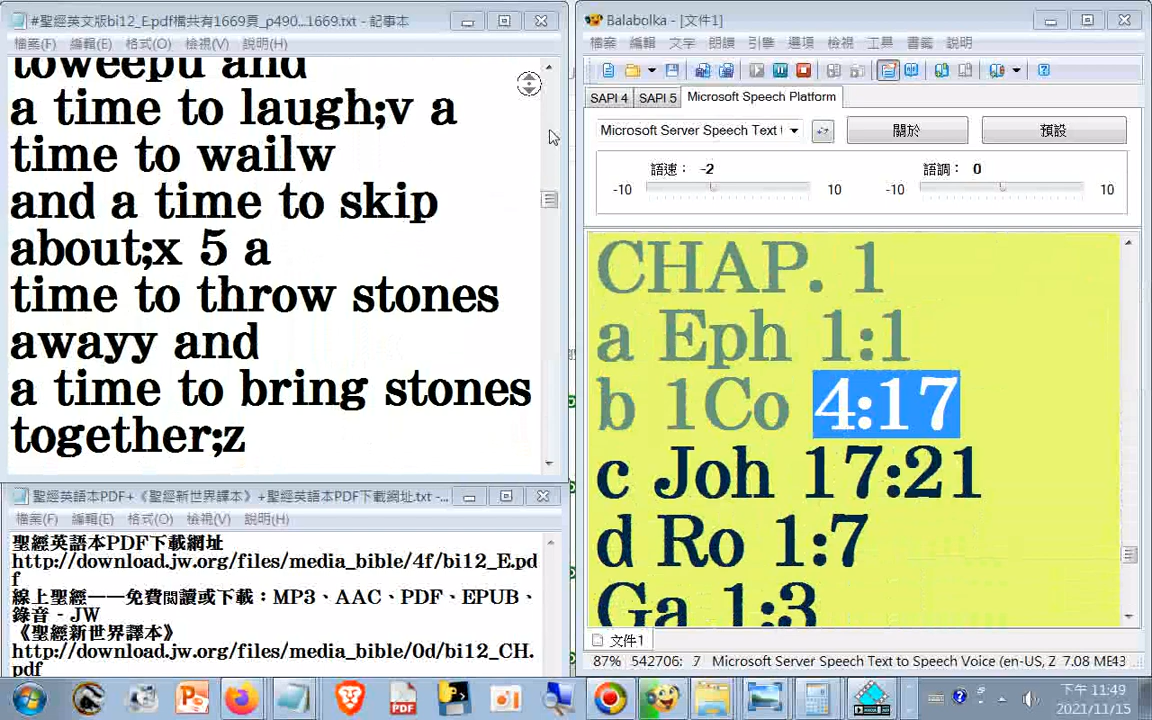 #聖經英文版bi12_E.pdf檔共有1669頁_p490...1669.txt - 記事本
檔案(F) 編輯(E) 格式(O) 檢視(V) 說明(H)
toweepu and
a time to laugh;v a
time to wailw
and a time to skip
about;x 5 a
time to throw stones
awayy and
a time to bring stones
together;z
聖經英語本PDF+《聖經新世界譯本》+聖經英語本PDF下載網址.txt - ...
檔案(F) 編輯(E) 格式(O) 檢視(V) 說明(H)
聖經英語本PDF下載網址
http://download.jw.org/files/media_bible/4f/bi12_E.pd
f
線上聖經——免費閱讀或下載：MP3、AAC、PDF、EPUB、
錄音 - JW
《聖經新世界譯本》
http://download.jw.org/files/media_bible/0d/bi12_CH.
pdf
Balabolka - [文件1]
檔案 編輯 文字 朗讀 引擎 選項 檢視 工具 書籤 說明
SAPI 4 SAPI 5 Microsoft Speech Platform
Microsoft Server Speech Text 關於 預設
語速： -2 語調： 0
-10 10 -10 10
CHAP. 1
a Eph 1:1
b 1Co 4:17
c Joh 17:21
d Ro 1:7
Ga 1:3
文件1
87% 542706: 7 Microsoft Server Speech Text to Speech Voice (en-US, Z 7.08 ME43
PDF
下午 11:49
2021/11/15